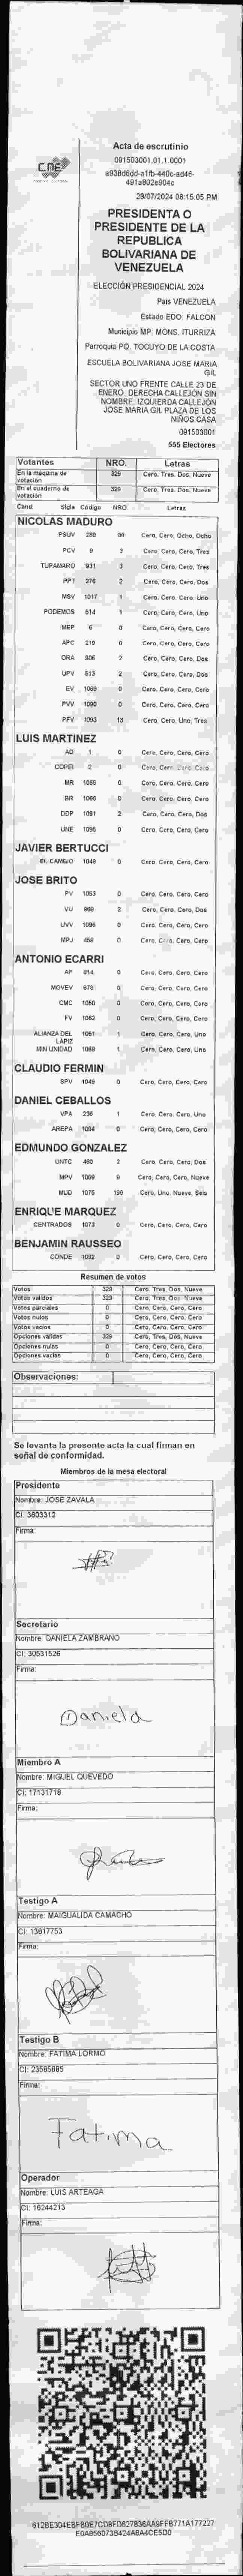 CNE
Acta de escrutinio
091503001.01.1.0001
28/07/2024 08:15:05 PM
PRESIDENTA O
PRESIDENTE DE LA
REPUBLICA
BOLIVARIANA DE
VENEZUELA
ELECCIÓN PRESIDENCIAL 2024
Pais VENEZUELA
Estado EDO. FALCON
Municipio MP. MONS. ITURRIZA
Parroquia PQ. TOCUYO DE LA COSTA
ESCUELA BOLIVARIANA JOSE MARIA
GIL
SECTOR UNO FRENTE CALLE 23 DE
ENERO. DERECHA CALLEJÓN SIN
NOMBRE. IZQUIERDA CALLEJÓN
JOSE MARIA GIL PLAZA DE LOS
NIÑOS CASA
091503001
555 Electores
Votantes NRO. Letras
En la máquina de votación 329 Cero, Tres, Dos, Nueve
En el cuaderno de votación 329 Cero, Tres, Dos, Nueve
Cand. Sigla Código NRO. Letras
NICOLAS MADURO
PSUV 88 Cero, Cero, Ocho, Ocho
PCV 9 3 Cero, Cero, Cero, Tres
TUPAMARO 931 3 Cero, Cero, Cero, Tres
PPT 376 2 Cero, Cero, Cero, Dos
MSV 1017 1 Cero, Cero, Cero, Uno
PODEMOS 514 1 Cero, Cero, Cero, Uno
MEP 6 0 Cero, Cero, Cero, Cero
APC 219 0 Cero, Cero, Cero, Cero
ORA 906 2 Cero, Cero, Cero, Dos
UPV 513 2 Cero, Cero, Cero, Dos
EV 1089 0 Cero, Cero, Cero, Cero
PVV 1090 0 Cero, Cero, Cero, Cero
PFV 1093 13 Cero, Cero, Uno, Tres
LUIS MARTINEZ
AD 1 0 Cero, Cero, Cero, Cero
COPEI 2 0 Cero, Cero, Cero, Cero
MR 1065 0 Cero, Cero, Cero, Cero
BR 1066 0 Cero, Cero, Cero, Cero
DDP 1091 2 Cero, Cero, Cero, Dos
UNE 1095 0 Cero, Cero, Cero, Cero
JAVIER BERTUCCI
EL CAMBIO 1048 0 Cero, Cero, Cero, Cero
JOSE BRITO
PV 1053 0 Cero, Cero, Cero, Cero
VU 969 2 Cero, Cero, Cero, Dos
UVV 1096 0 Cero, Cero, Cero, Cero
MPJ 458 0 Cero, Cero, Cero, Cero
ANTONIO ECARRI
AP 914 0 Cero, Cero, Cero, Cero
MOVEV 978 0 Cero, Cero, Cero, Cero
CMC 1050 0 Cero, Cero, Cero, Cero
FV 1062 0 Cero, Cero, Cero, Cero
ALIANZA DEL LÁPIZ 1051 1 Cero, Cero, Cero, Uno
MIN UNIDAD 1069 1 Cero, Cero, Cero, Uno
CLAUDIO FERMIN
SPV 1049 0 Cero, Cero, Cero, Cero
DANIEL CEBALLOS
VPA 236 1 Cero, Cero, Cero, Uno
AREPA 1094 0 Cero, Cero, Cero, Cero
EDMUNDO GONZALEZ
UNTC 460 2 Cero, Cero, Cero, Dos
MPV 9 Cero, Cero, Cero, Nueve
MUD 1075 196 Cero, Uno, Nueve, Seis
ENRIQUE MARQUEZ
CENTRADOS 1073 0 Cero, Cero, Cero, Cero
BENJAMIN RAUSSEO
CONDE 1092 0 Cero, Cero, Cero, Cero
Resumen de votos
Votos 329 Cero, Tres, Dos, Nueve
Votos validos 329 Cero, Tres, Dos, Nueve
Votos parciales 0 Cero, Cero, Cero, Cero
Votos nulos 0 Cero, Cero, Cero, Cero
Votos vacios 0 Cero, Cero, Cero, Cero
Opciones validas 329 Cero, Tres, Dos, Nueve
Opciones nulas 0 Cero, Cero, Cero, Cero
Opciones vacias 0 Cero, Cero, Cero, Cero
Observaciones:
Se levanta la presente acta la cual firman en
señal de conformidad.
Miembros de la mesa electoral
Presidente
Nombre: JOSE ZAVALA
CI: 3603312
Firma:
Secretario
Nombre: DANIELA ZAMBRANO
CI: 30531526
Firma:
Daniela
Miembro A
Nombre: MIGUEL QUEVEDO
CI: 17131718
Firma:
Testigo A
Nombre: MAIGUALIDA CAMACHO
CI: 13817753
Firma:
Testigo B
Nombre: FATIMA LORMO
CI: 23585885
Firma:
Fatima
Operador
Nombre: LUIS ARTEAGA
CI: 16244213
Firma: